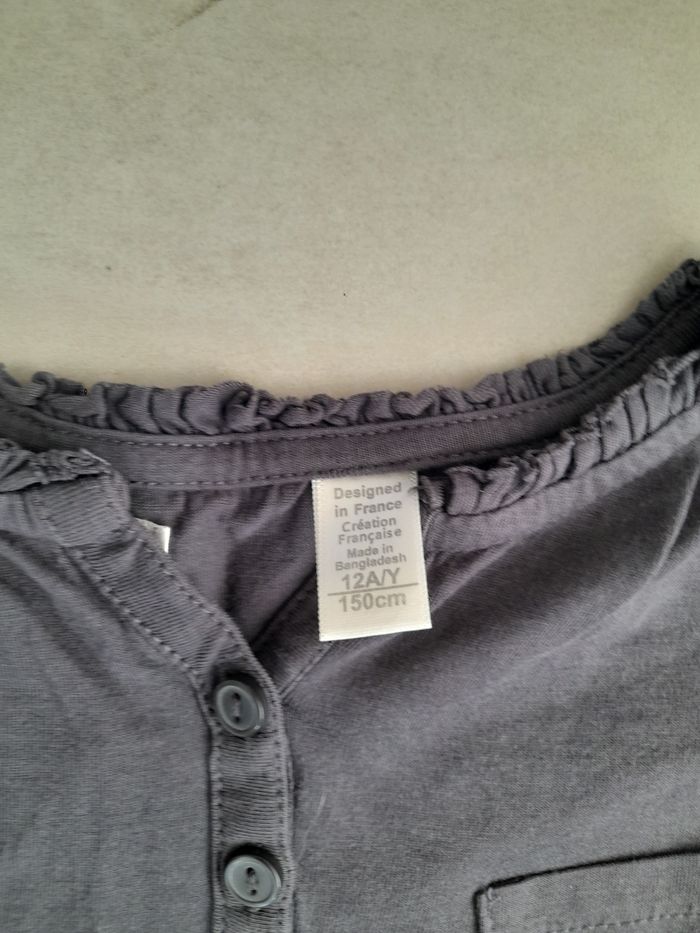 Designed
in France
Création
Française
Made in
Bangladesh
12A/Y
150cm